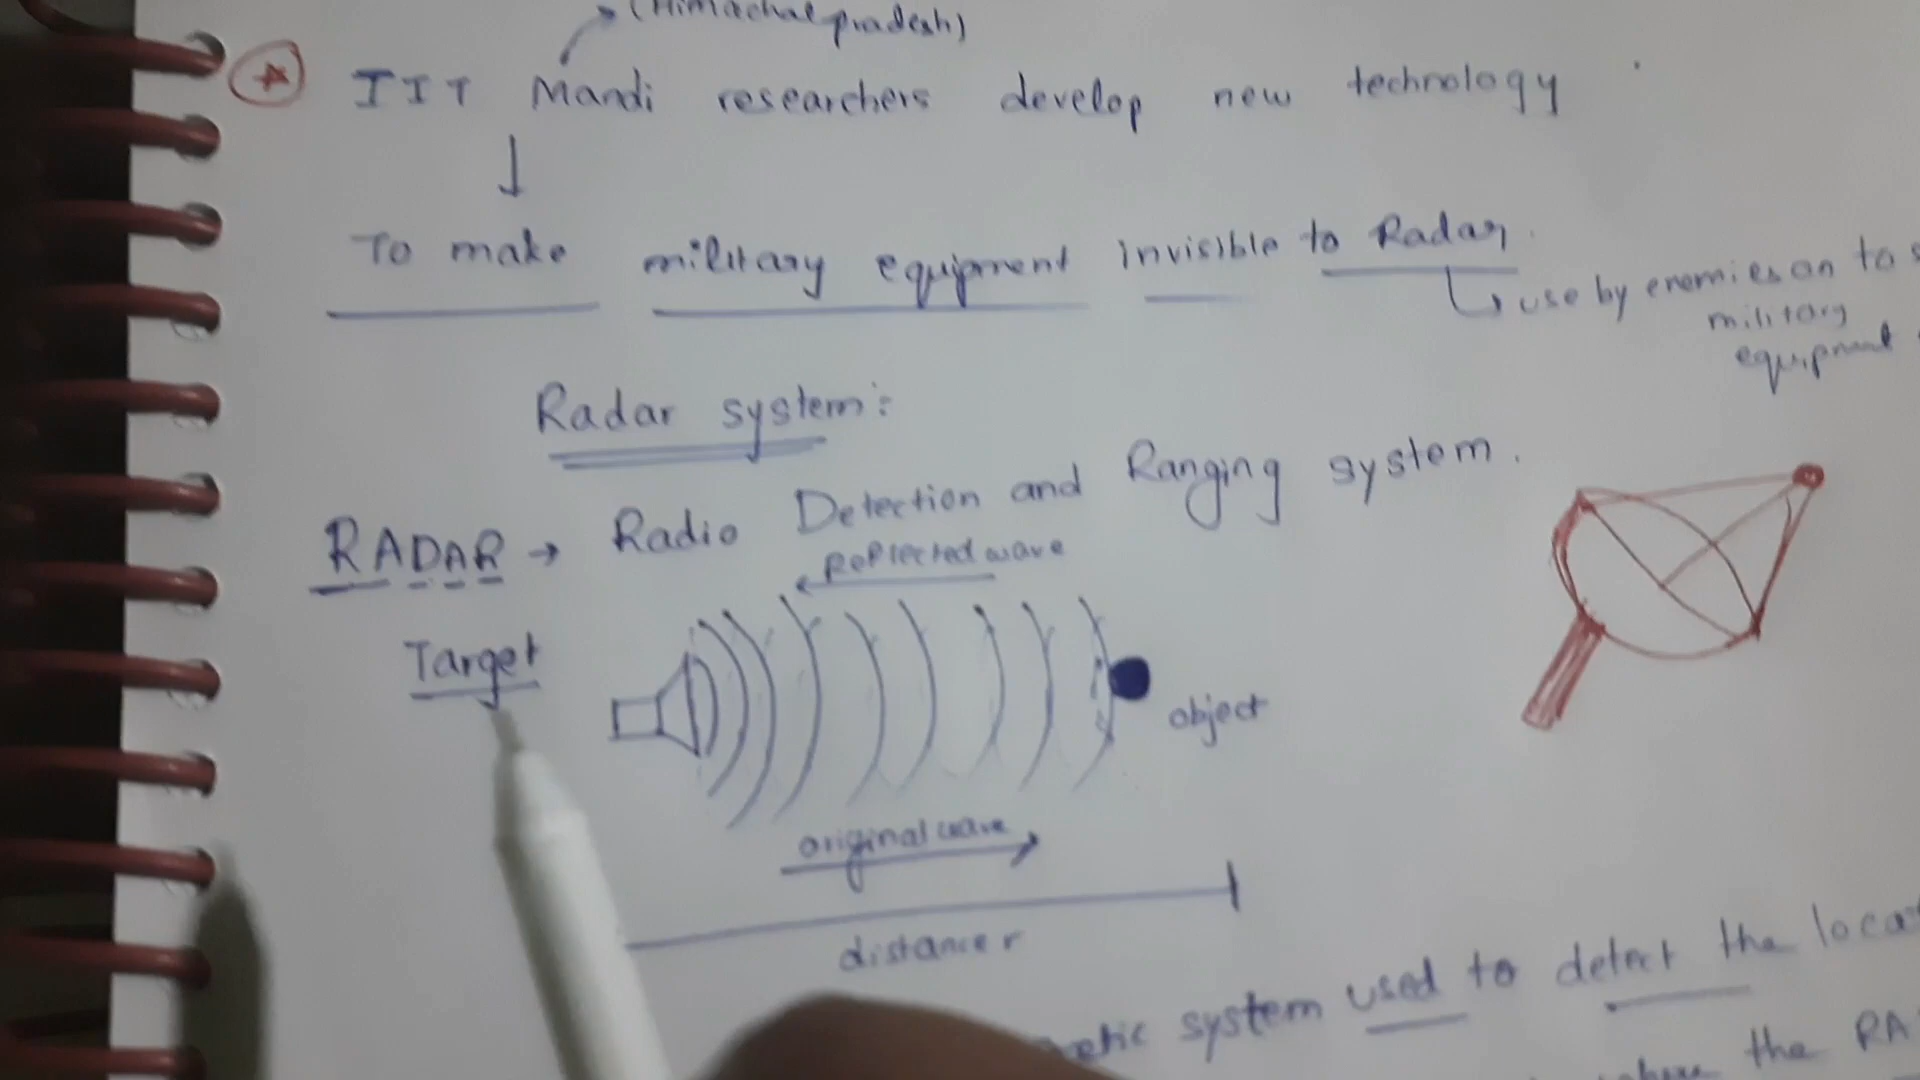 (Himachal pradesh)
IIT Mandi researchers develop new technology
To make military equipment invisible to Radar.
use by enemies on to
military
equipment
Radar system:
RADAR → Radio Detection and Ranging system.
Reflected wave
Target
object
original wave
distance r
system used to detect the
the